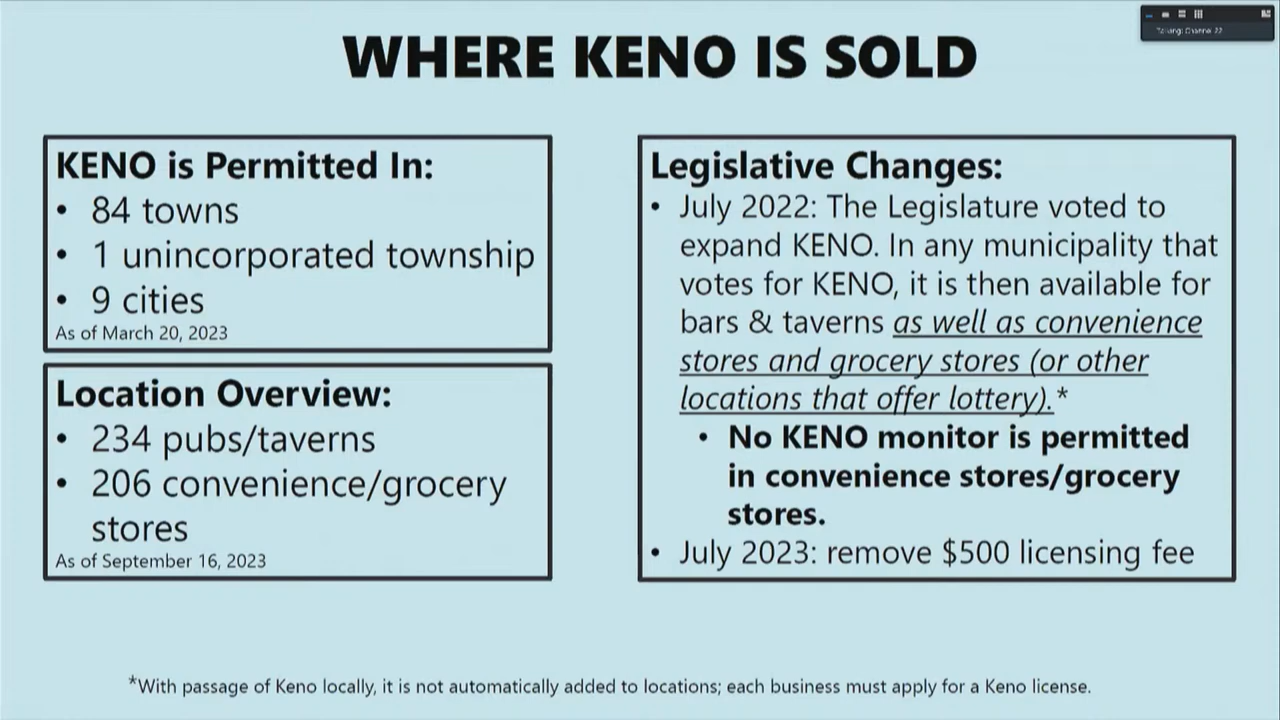 WHERE KENO IS SOLD
KENO is Permitted In:
• 84 towns
• 1 unincorporated township
• 9 cities
As of March 20, 2023
Location Overview:
• 234 pubs/taverns
• 206 convenience/grocery
stores
As of September 16, 2023
Legislative Changes:
• July 2022: The Legislature voted to
expand KENO. In any municipality that
votes for KENO, it is then available for
bars & taverns as well as convenience
stores and grocery stores (or other
locations that offer lottery).*
• No KENO monitor is permitted
in convenience stores/grocery
stores.
• July 2023: remove $500 licensing fee
*With passage of Keno locally, it is not automatically added to locations; each business must apply for a Keno license.